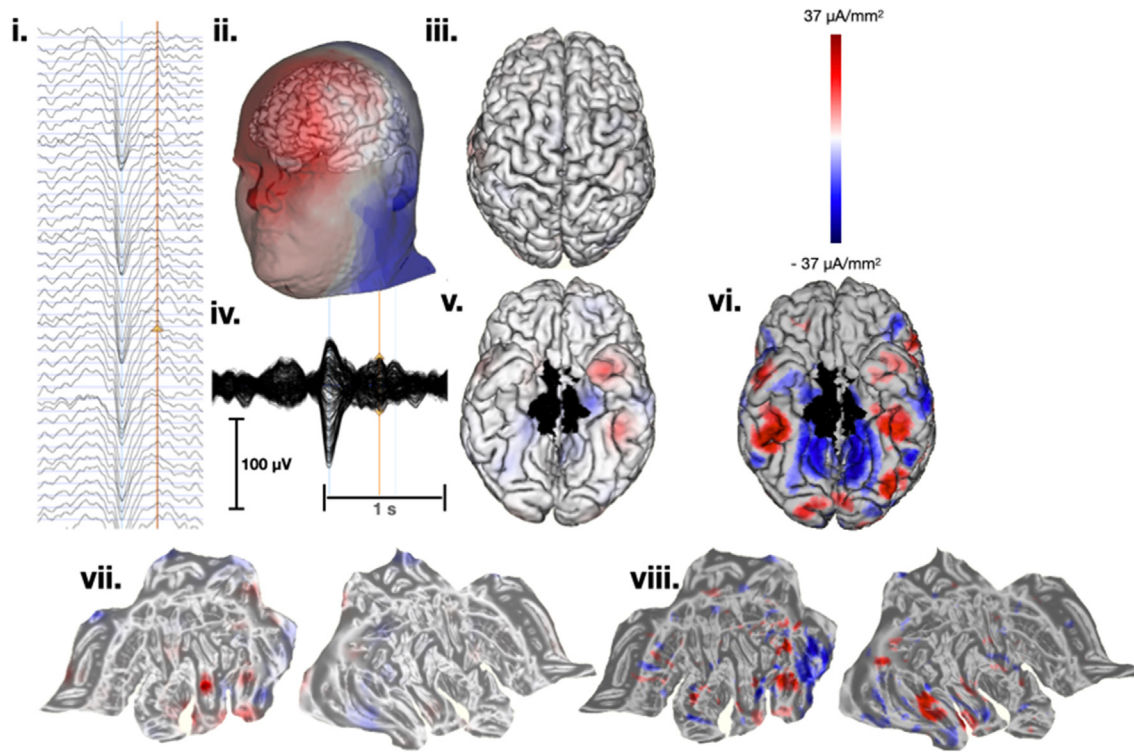 i.
ii.
iii.
37 µA/mm²
- 37 µA/mm²
iv.
100 µV
1 s
v.
vi.
vii.
viii.